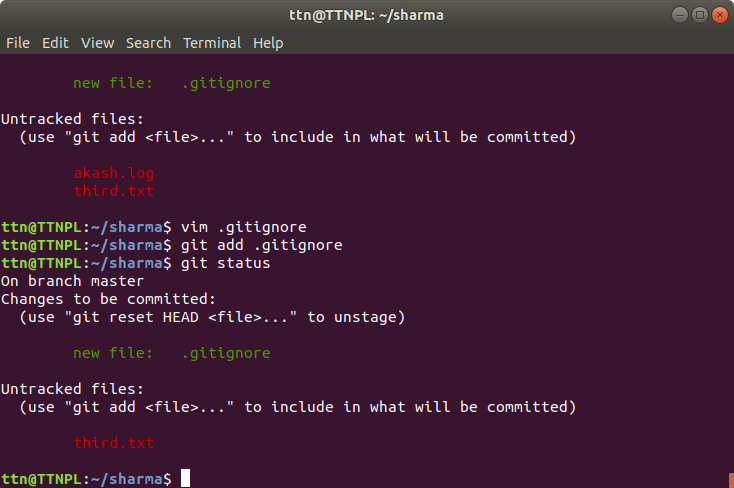 ttn@TTNPL: ~/sharma
File Edit View Search Terminal Help
new file:   .gitignore
Untracked files:
(use "git add <file>..." to include in what will be committed)
akash.log
third.txt
ttn@TTNPL:~/sharma$ vim .gitignore
ttn@TTNPL:~/sharma$ git add .gitignore
ttn@TTNPL:~/sharma$ git status
On branch master
Changes to be committed:
(use "git reset HEAD <file>..." to unstage)
new file:   .gitignore
Untracked files:
(use "git add <file>..." to include in what will be committed)
third.txt
ttn@TTNPL:~/sharma$